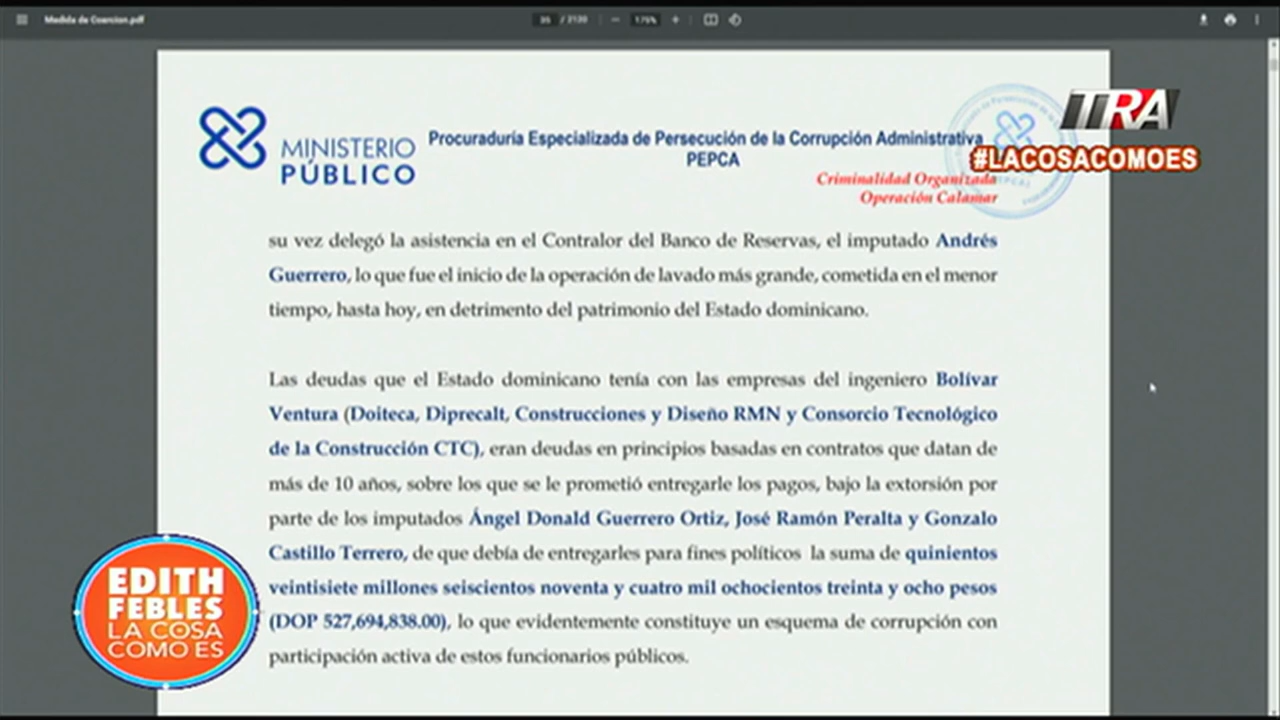 Medida de Coercion.pdf
35 / 2120
175%
MINISTERIO
PÚBLICO
Procuraduría Especializada de Persecución de la Corrupción Administrativa
PEPCA
Criminalidad Organizada
Operación Calamar
TRA
#LACOSACOMOES
su vez delegó la asistencia en el Contralor del Banco de Reservas, el imputado Andrés
Guerrero, lo que fue el inicio de la operación de lavado más grande, cometida en el menor
tiempo, hasta hoy, en detrimento del patrimonio del Estado dominicano.
Las deudas que el Estado dominicano tenía con las empresas del ingeniero Bolívar
Ventura (Doiteca, Diprecalt, Construcciones y Diseño RMN y Consorcio Tecnológico
de la Construcción CTC), eran deudas en principios basadas en contratos que datan de
más de 10 años, sobre los que se le prometió entregarle los pagos, bajo la extorsión por
parte de los imputados Ángel Donald Guerrero Ortiz, José Ramón Peralta y Gonzalo
Castillo Terrero, de que debía de entregarles para fines políticos la suma de quinientos
veintisiete millones seiscientos noventa y cuatro mil ochocientos treinta y ocho pesos
(DOP 527,694,838.00), lo que evidentemente constituye un esquema de corrupción con
participación activa de estos funcionarios públicos.
EDITH
FEBLES
LA COSA
COMO ES